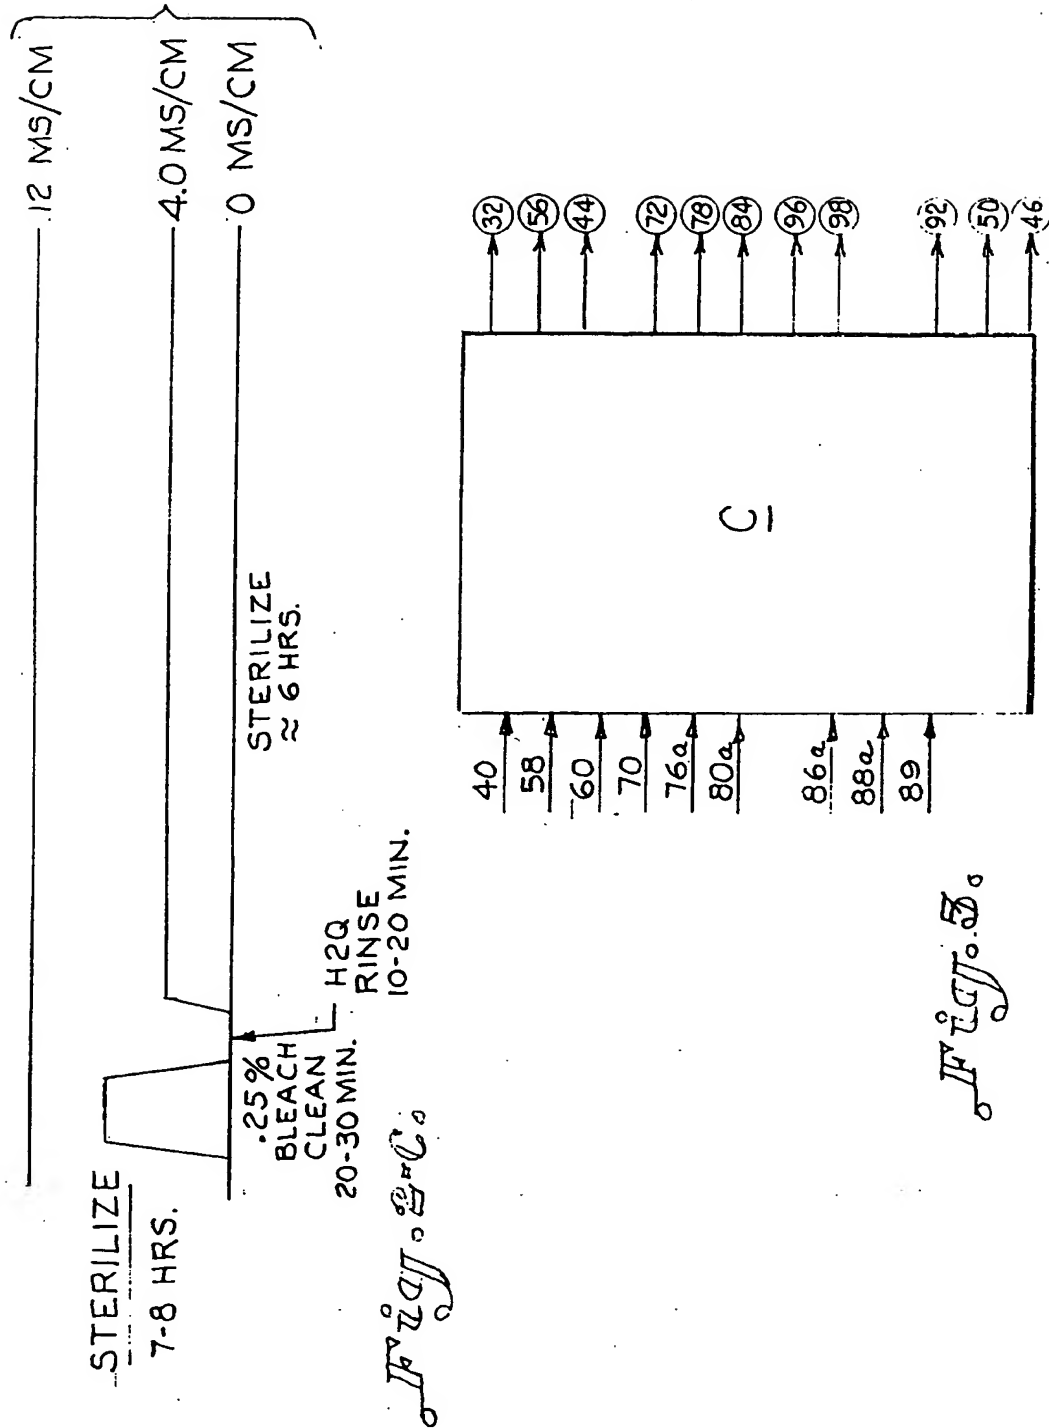 STERILIZE
7-8 HRS.
.12 MS/CM
4.0 MS/CM
0 MS/CM
.25%
BLEACH
CLEAN
20-30 MIN.
H2O
RINSE
10-20 MIN.
STERILIZE
≈ 6 HRS.
Fig. 2-C.
40
58
60
70
76a
80a
86a
88a
89
C
32
56
44
72
78
84
96
98
92
50
46
Fig. 3.